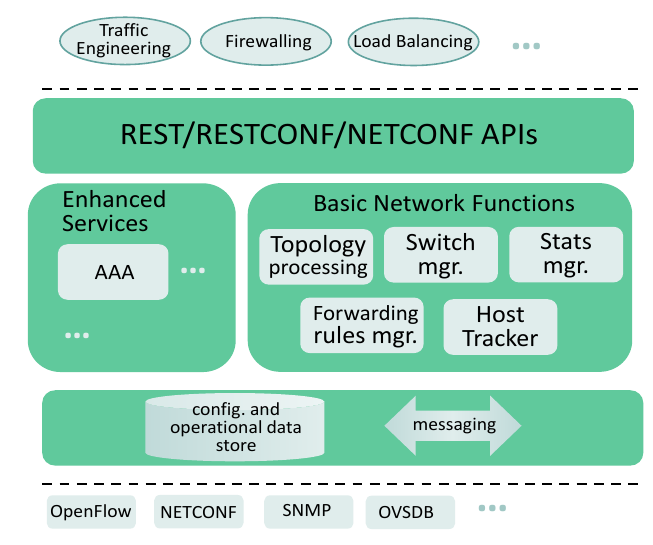 Traffic
Engineering
Firewalling
Load Balancing
REST/RESTCONF/NETCONF APIs
Enhanced
Services
AAA
Basic Network Functions
Topology
processing
Switch
mgr.
Stats
mgr.
Forwarding
rules mgr.
Host
Tracker
config. and
operational data
store
messaging
OpenFlow
NETCONF
SNMP
OVSDB